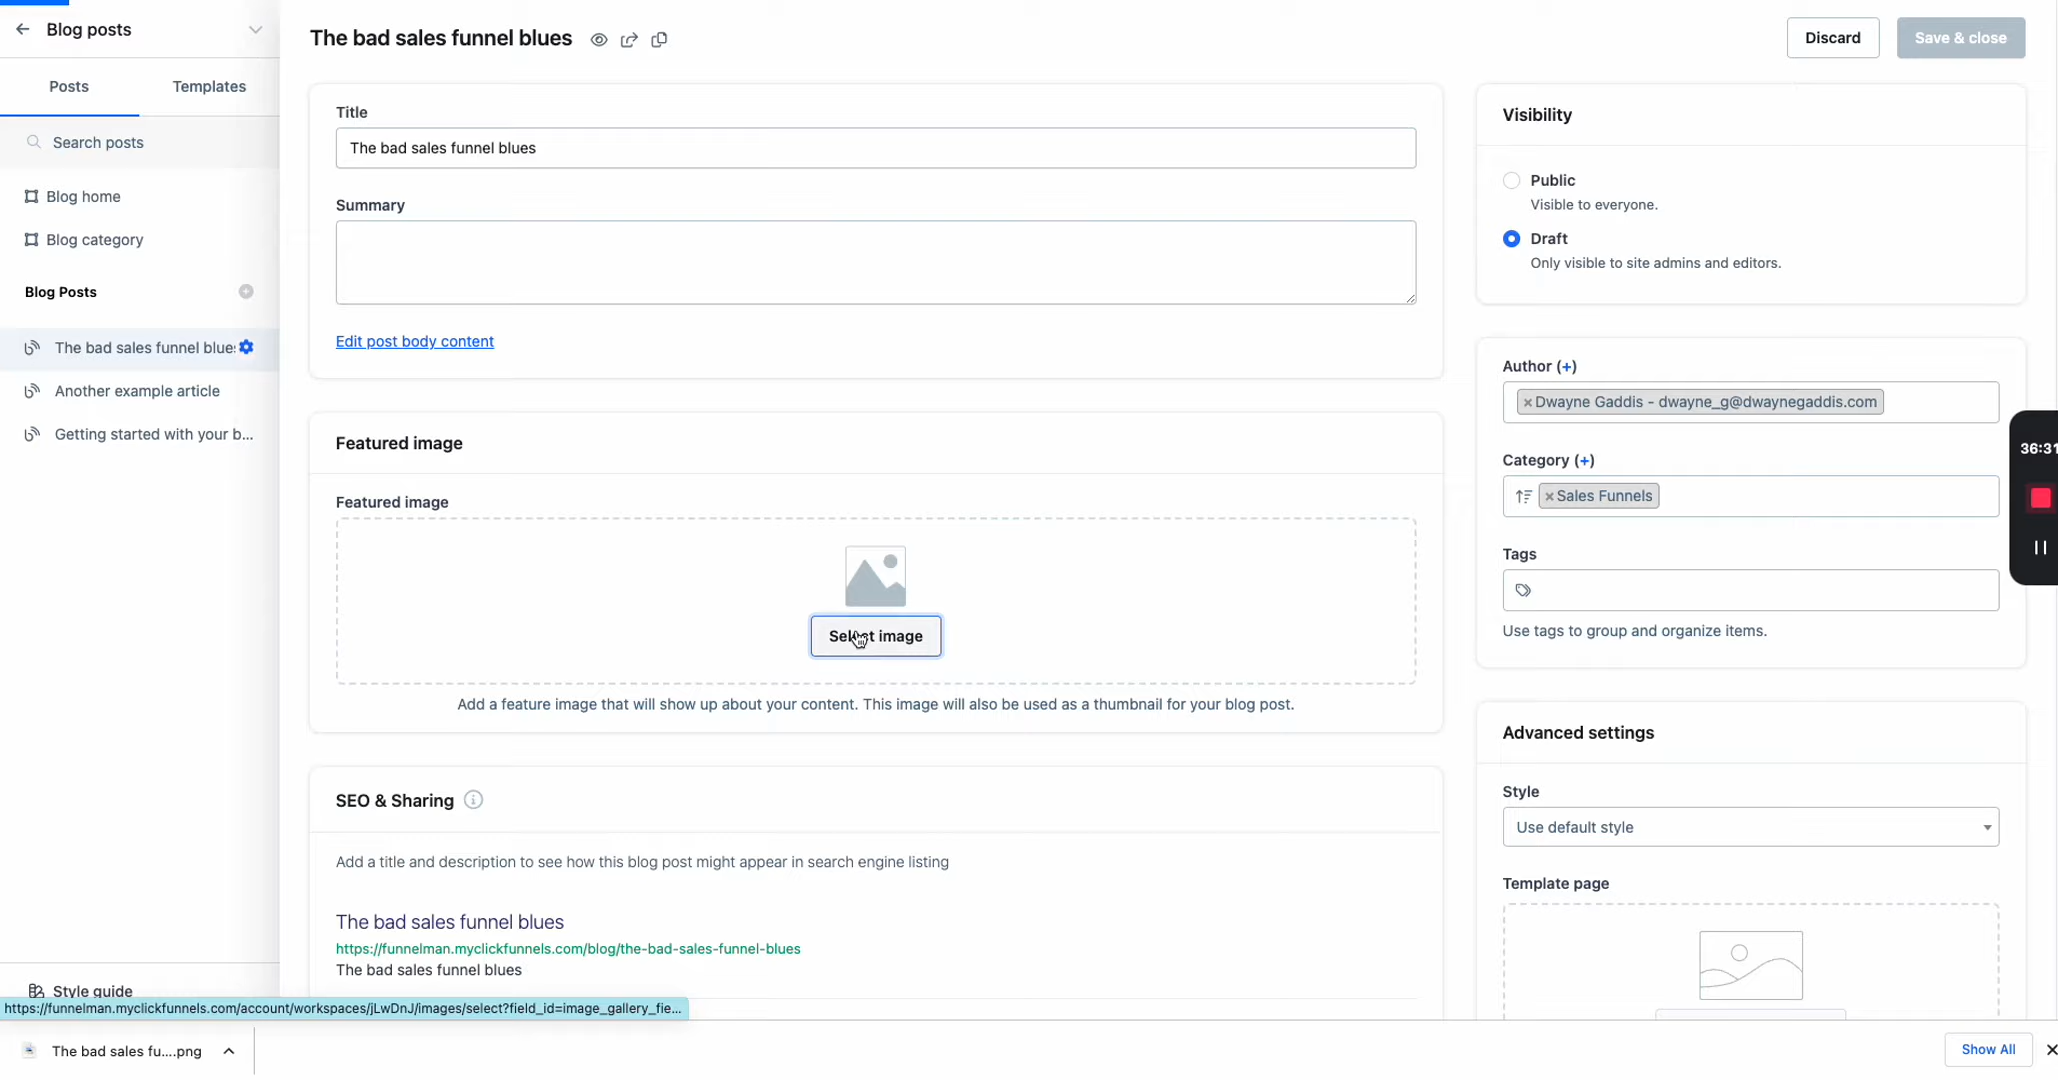 Blog posts
Posts
Templates
Search posts
Blog home
Blog category
Blog Posts
The bad sales funnel blue
Another example article
Getting started with your b...
Style guide
https://funnelman.myclickfunnels.com/account/workspaces/jLwDnJ/images/select?field_id=image_gallery_fie...
The bad sales fu....png
The bad sales funnel blues
Discard
Save & close
Title
The bad sales funnel blues
Summary
Edit post body content
Featured image
Featured image
Select image
Add a feature image that will show up about your content. This image will also be used as a thumbnail for your blog post.
SEO & Sharing
Add a title and description to see how this blog post might appear in search engine listing
The bad sales funnel blues
https://funnelman.myclickfunnels.com/blog/the-bad-sales-funnel-blues
The bad sales funnel blues
Visibility
Public
Visible to everyone.
Draft
Only visible to site admins and editors.
Author (+)
×Dwayne Gaddis - dwayne_g@dwaynegaddis.com
Category (+)
×Sales Funnels
Tags
Use tags to group and organize items.
Advanced settings
Style
Use default style
Template page
36:31
Show All